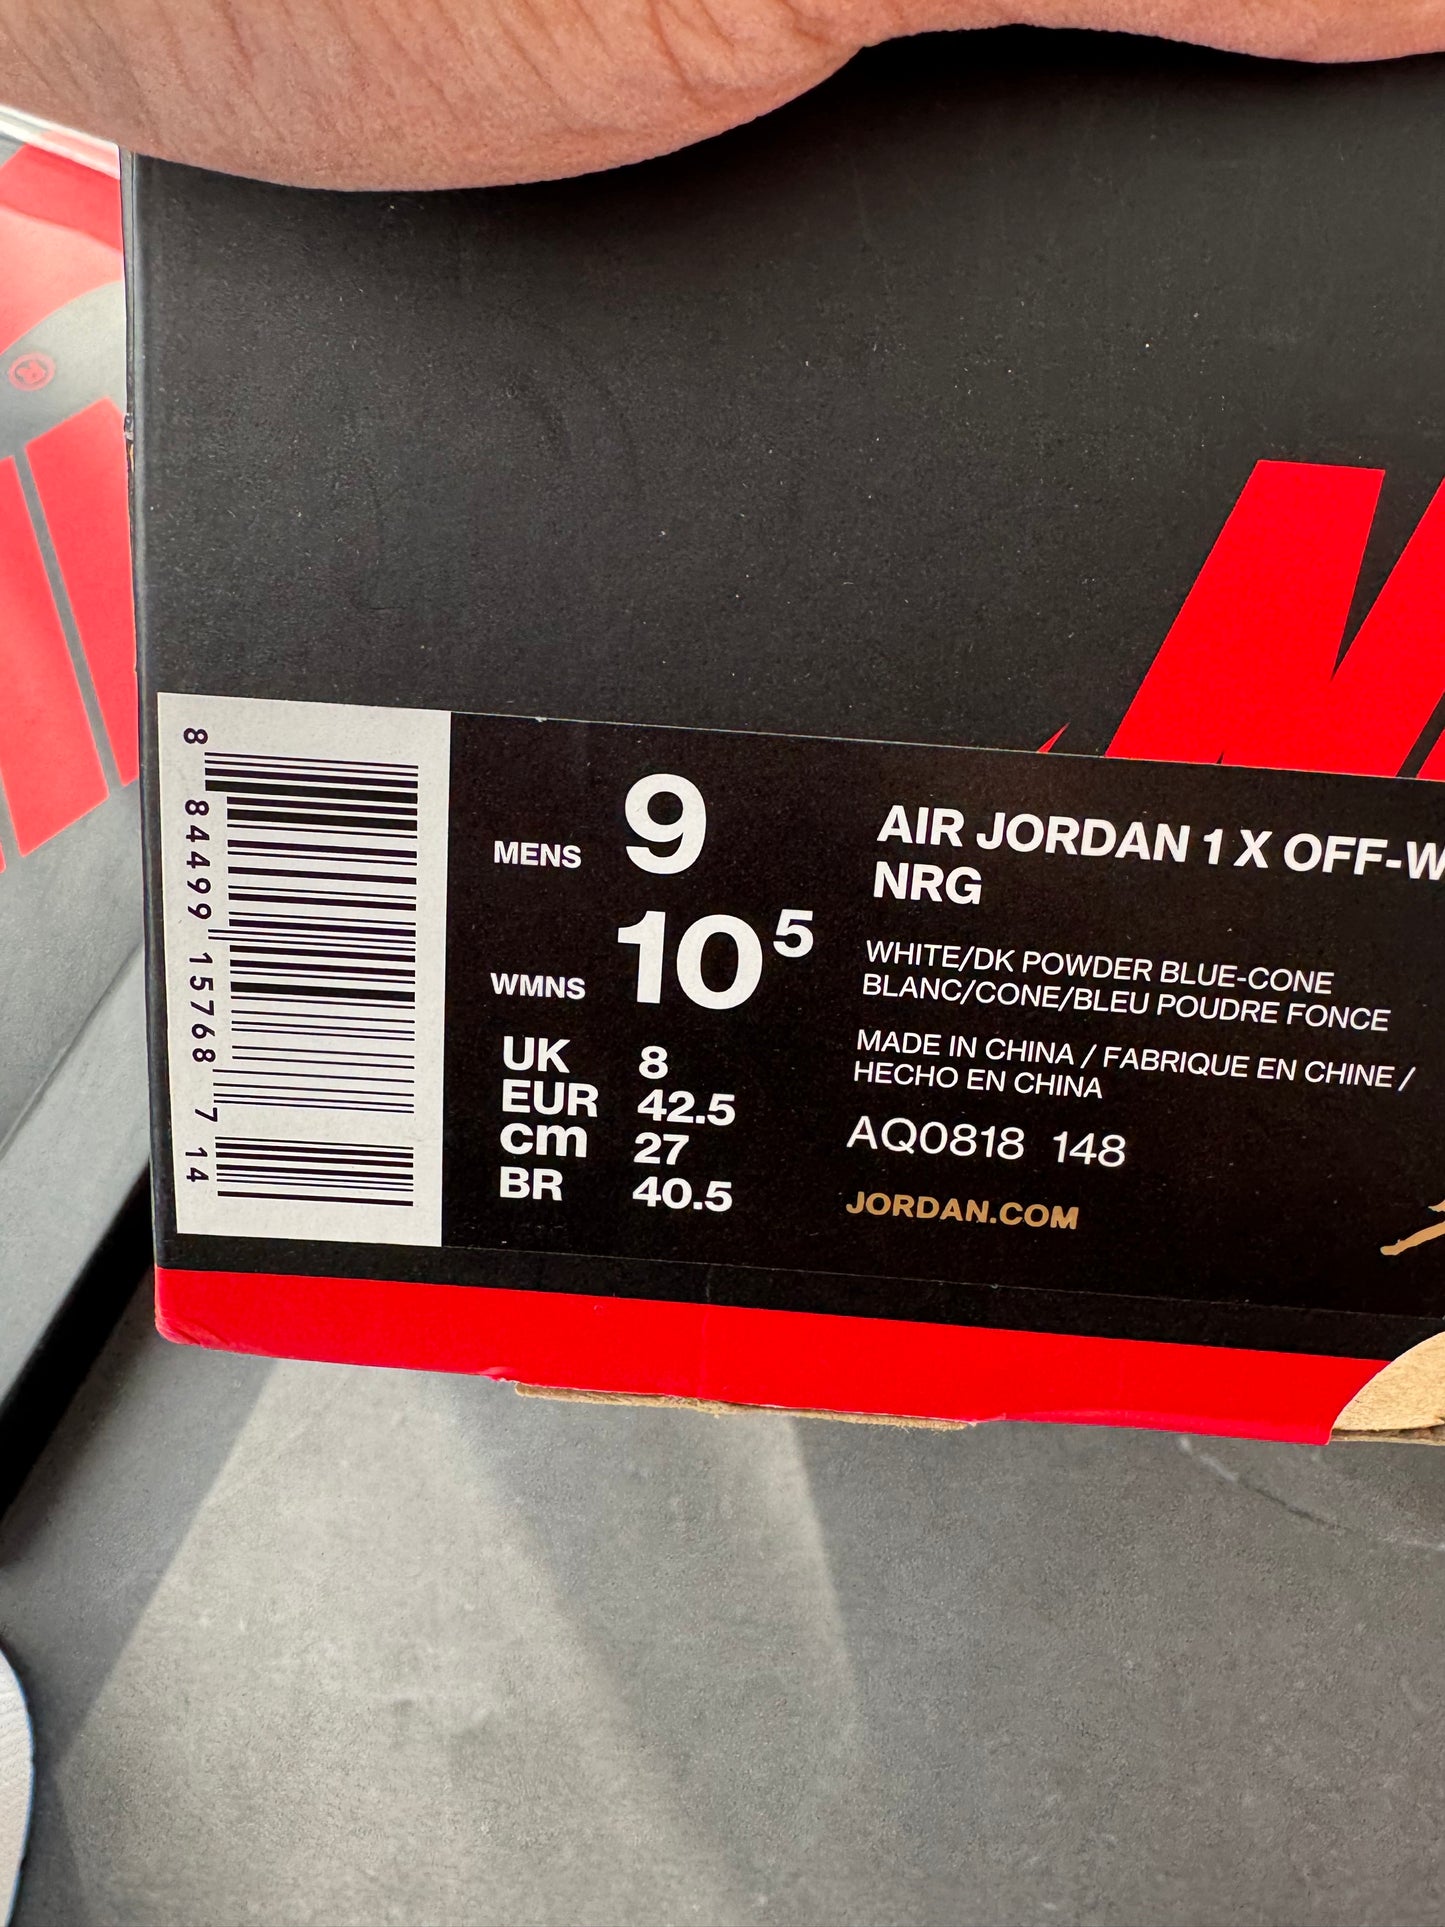 8 84499 15768 7 14
MENS 9
WMNS 10⁵
UK 8
EUR 42.5
cm 27
BR 40.5
AIR JORDAN 1 X OFF-W
NRG
WHITE/DK POWDER BLUE-CONE
BLANC/CONE/BLEU POUDRE FONCE
MADE IN CHINA / FABRIQUE EN CHINE /
HECHO EN CHINA
AQ0818 148
JORDAN.COM